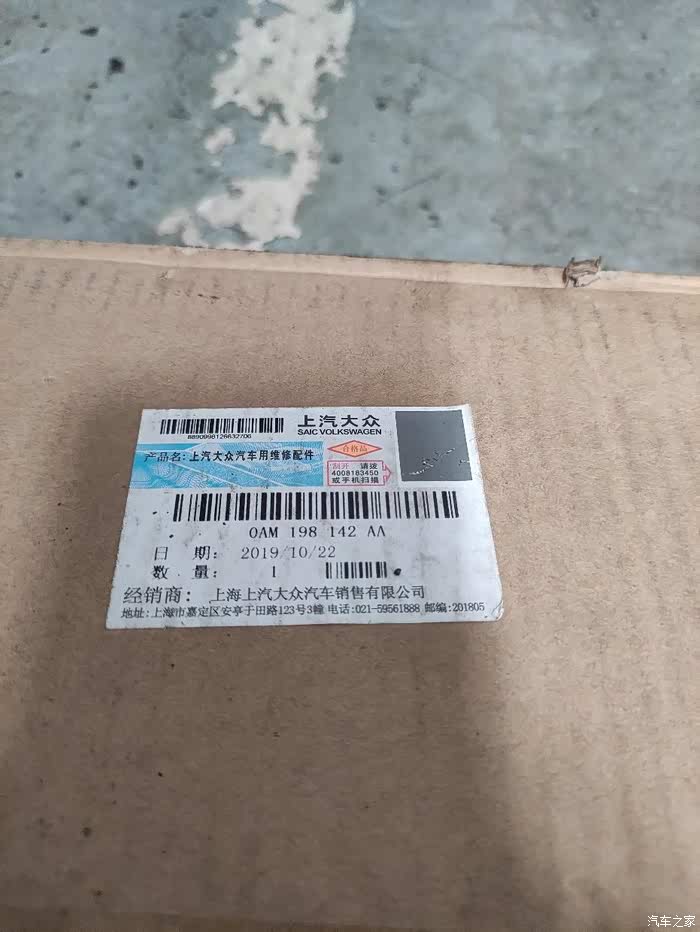 上汽大众
SAIC VOLKSWAGEN
8890998126632706
产品名:上汽大众汽车用维修配件
合格品
刮开 请拨
4008183450
或手机扫描
0AM 198 142 AA
日 期: 2019/10/22
数 量: 1
经销商: 上海上汽大众汽车销售有限公司
地址:上海市嘉定区安亭于田路123号3幢 电话:021-59561888 邮编:201805
汽车之家